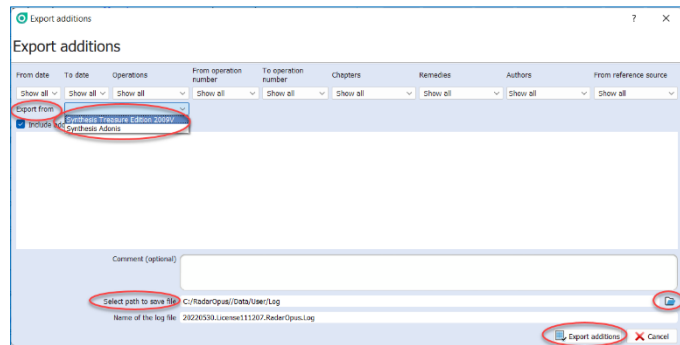 Export additions
? ×
Export additions
From date To date Operations From operation number To operation number Chapters Remedies Authors From reference source
Show all Show all Show all Show all Show all Show all Show all Show all Show all
Export from
Synthesis Treasure Edition 2009V
Include
Synthesis Adonis
Comment (optional)
Select path to save file C:/RadarOpus//Data/User/Log
Name of the log file 20220530.License111207.RadarOpus.Log
Export additions Cancel